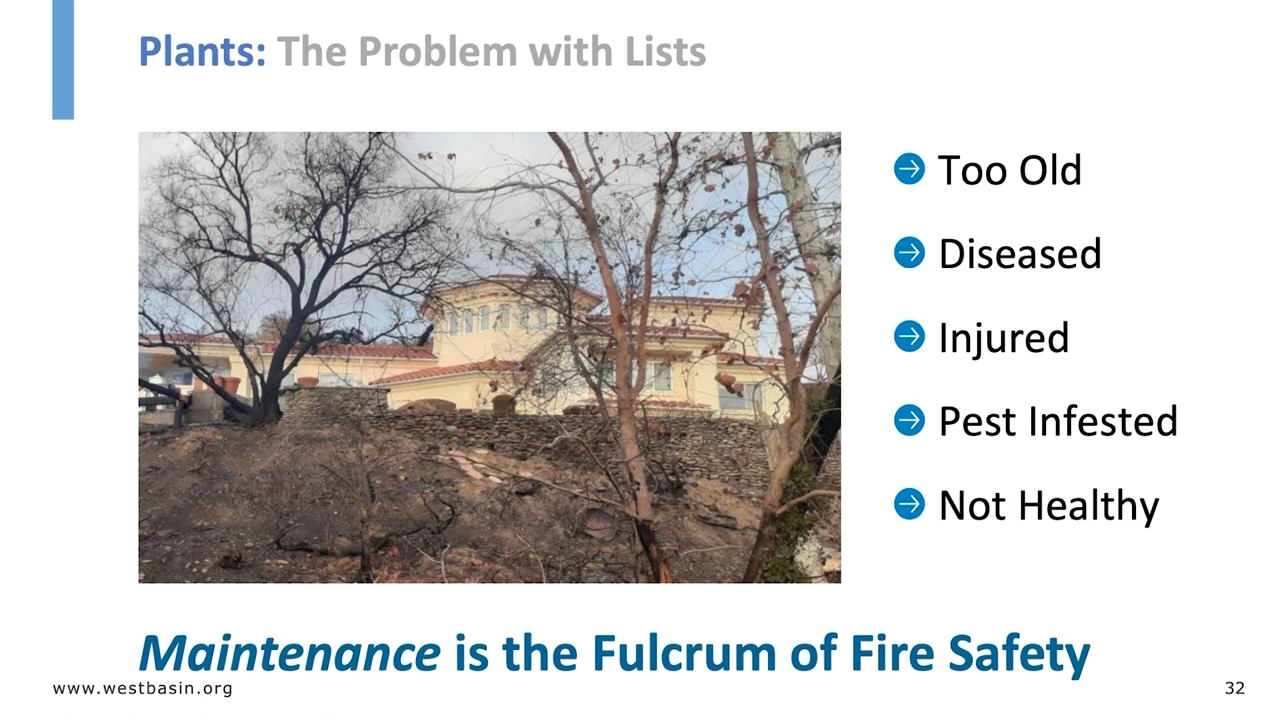 Plants: The Problem with Lists
Too Old
Diseased
Injured
Pest Infested
Not Healthy
Maintenance is the Fulcrum of Fire Safety
www.westbasin.org
32